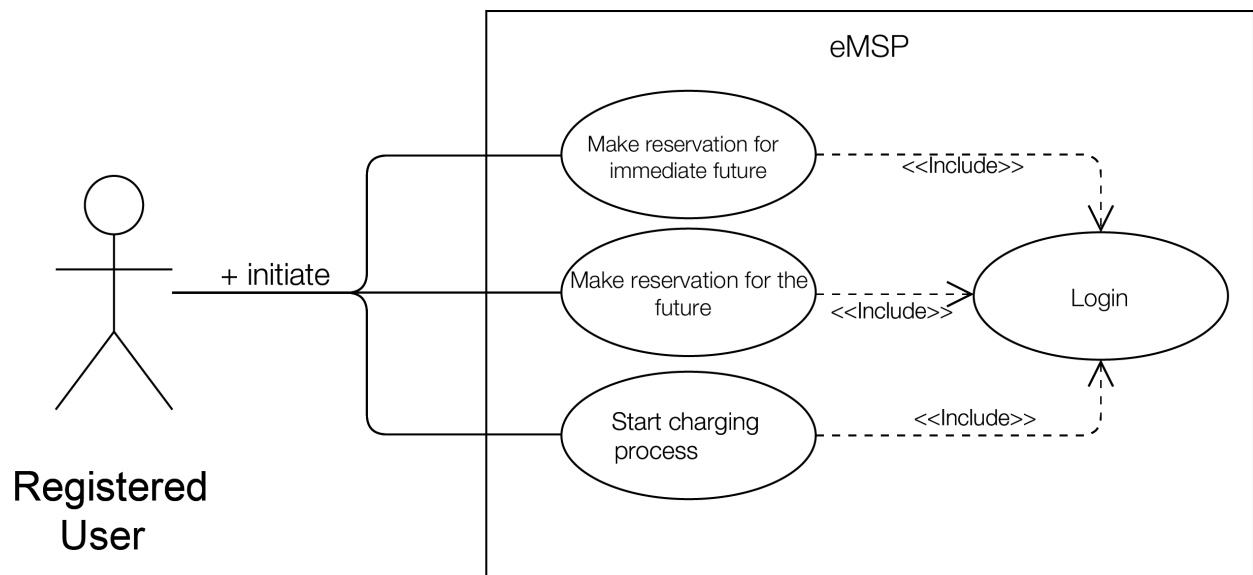 eMSP
Make reservation for
immediate future
<<Include>>
+ initiate
Make reservation for the
future
<<Include>>
Login
Start charging
process
<<Include>>
Registered
User